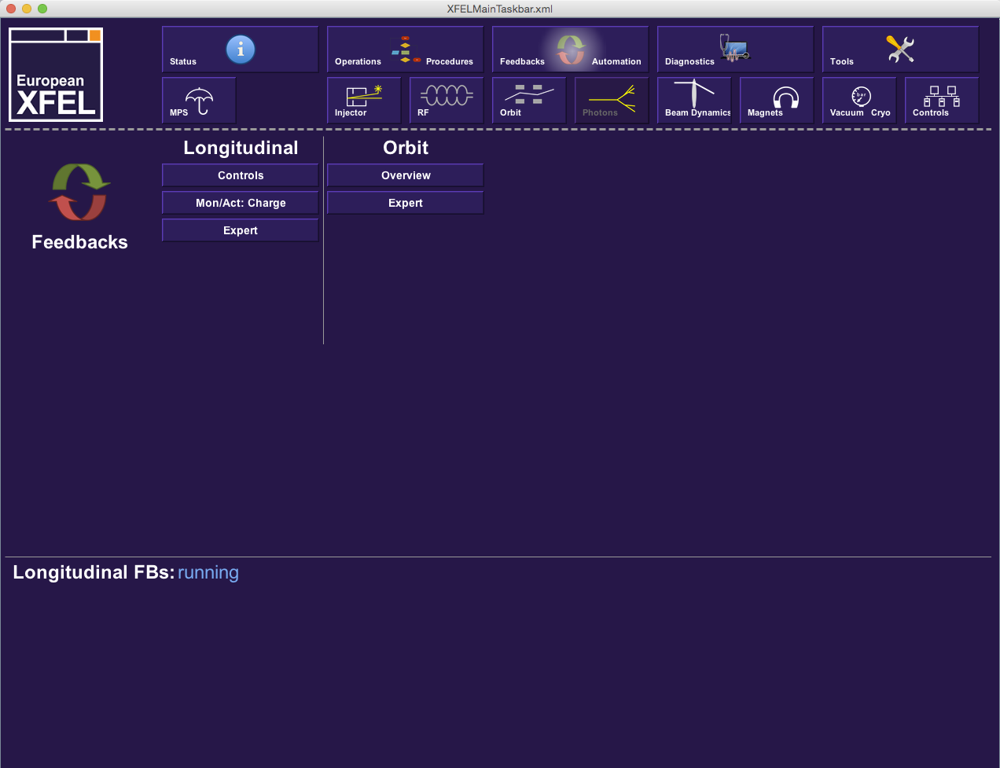 XFELMainTaskbar.xml
European
XFEL
Status
i
Operations Procedures
Feedbacks Automation
Diagnostics
Tools
MPS
Injector
RF
Orbit
Photons
Beam Dynamics
Magnets
bar
Vacuum Cryo
Controls
Feedbacks
Longitudinal
Controls
Mon/Act: Charge
Expert
Orbit
Overview
Expert
Longitudinal FBs: running